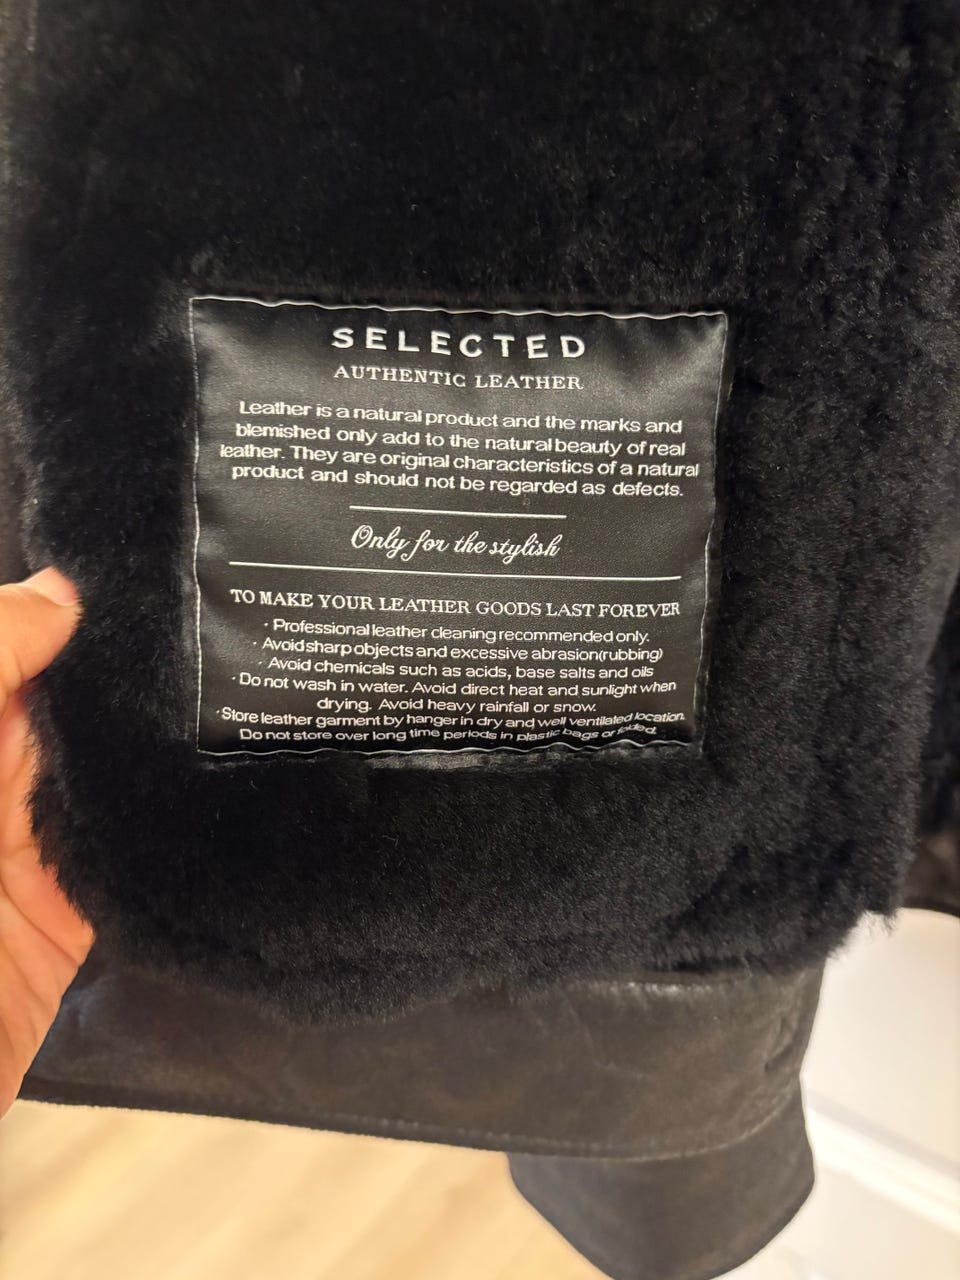 SELECTED
AUTHENTIC LEATHER
Leather is a natural product and the marks and
blemished only add to the natural beauty of real
leather. They are original characteristics of a natural
product and should not be regarded as defects.
Only for the stylish
TO MAKE YOUR LEATHER GOODS LAST FOREVER
· Professional leather cleaning recommended only.
· Avoid sharp objects and excessive abrasion(rubbing)
· Avoid chemicals such as acids, base salts and oils
· Do not wash in water. Avoid direct heat and sunlight when
drying. Avoid heavy rainfall or snow.
· Store leather garment by hanger in dry and well ventilated location.
Do not store over long time periods in plastic bags or folded.